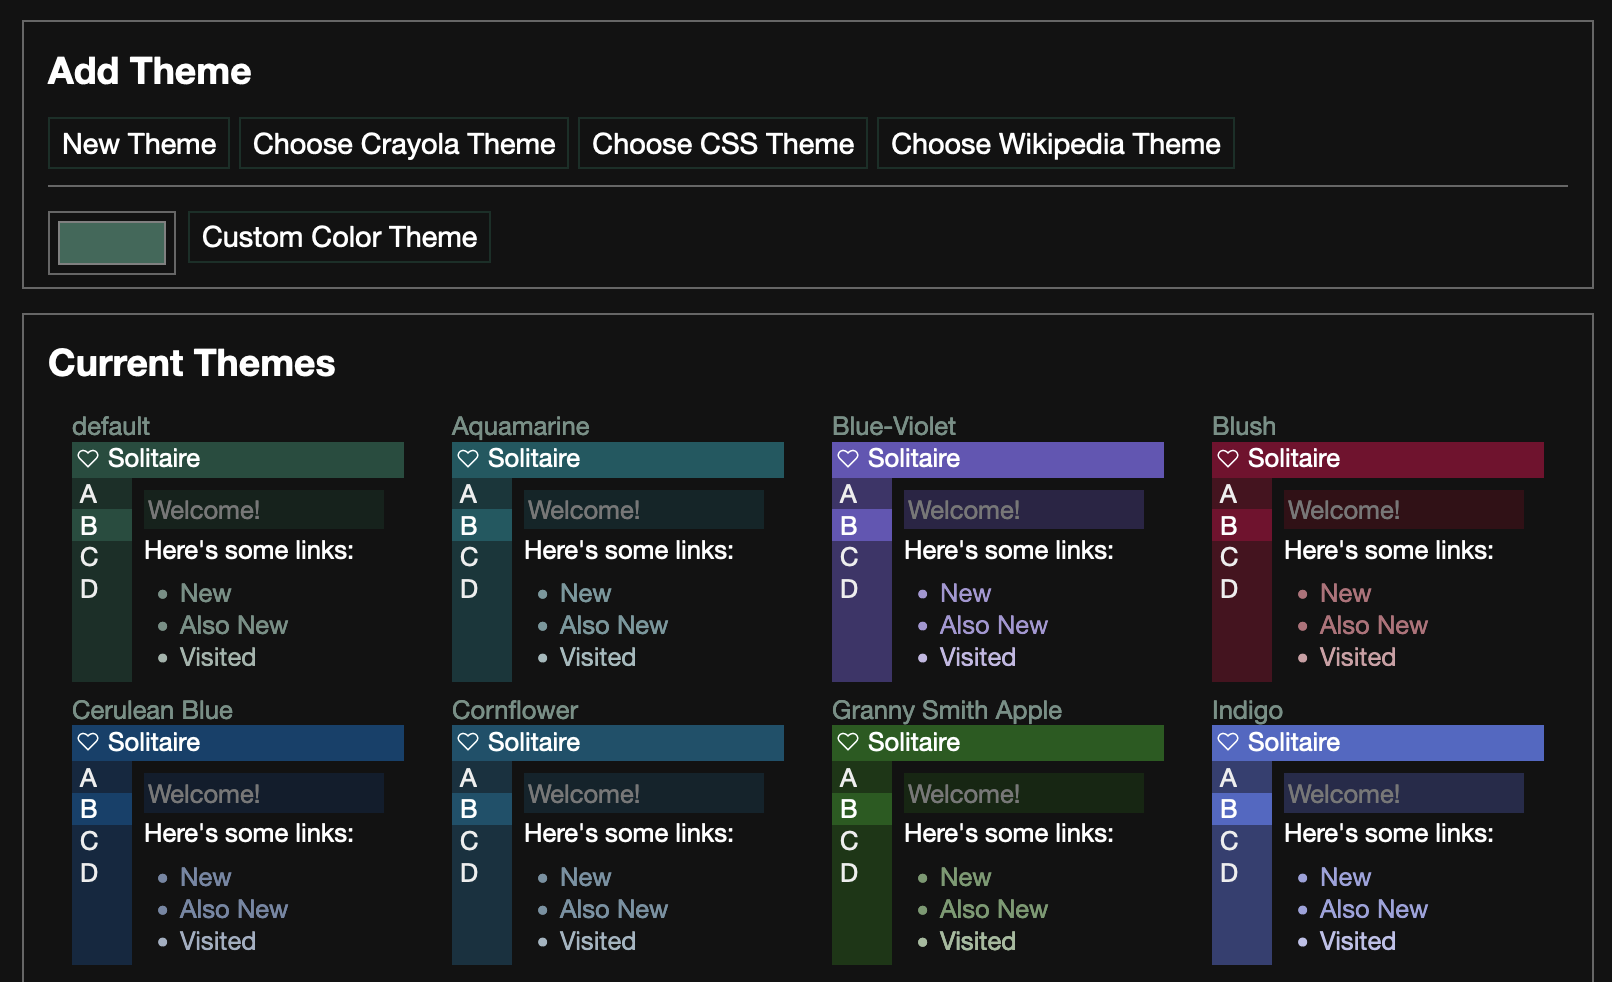 Add Theme
New Theme Choose Crayola Theme Choose CSS Theme Choose Wikipedia Theme
Custom Color Theme
Current Themes
default
Solitaire
A
B
C
D
Welcome!
Here's some links:
New
Also New
Visited
Aquamarine
Solitaire
A
B
C
D
Welcome!
Here's some links:
New
Also New
Visited
Blue-Violet
Solitaire
A
B
C
D
Welcome!
Here's some links:
New
Also New
Visited
Blush
Solitaire
A
B
C
D
Welcome!
Here's some links:
New
Also New
Visited
Cerulean Blue
Solitaire
A
B
C
D
Welcome!
Here's some links:
New
Also New
Visited
Cornflower
Solitaire
A
B
C
D
Welcome!
Here's some links:
New
Also New
Visited
Granny Smith Apple
Solitaire
A
B
C
D
Welcome!
Here's some links:
New
Also New
Visited
Indigo
Solitaire
A
B
C
D
Welcome!
Here's some links:
New
Also New
Visited